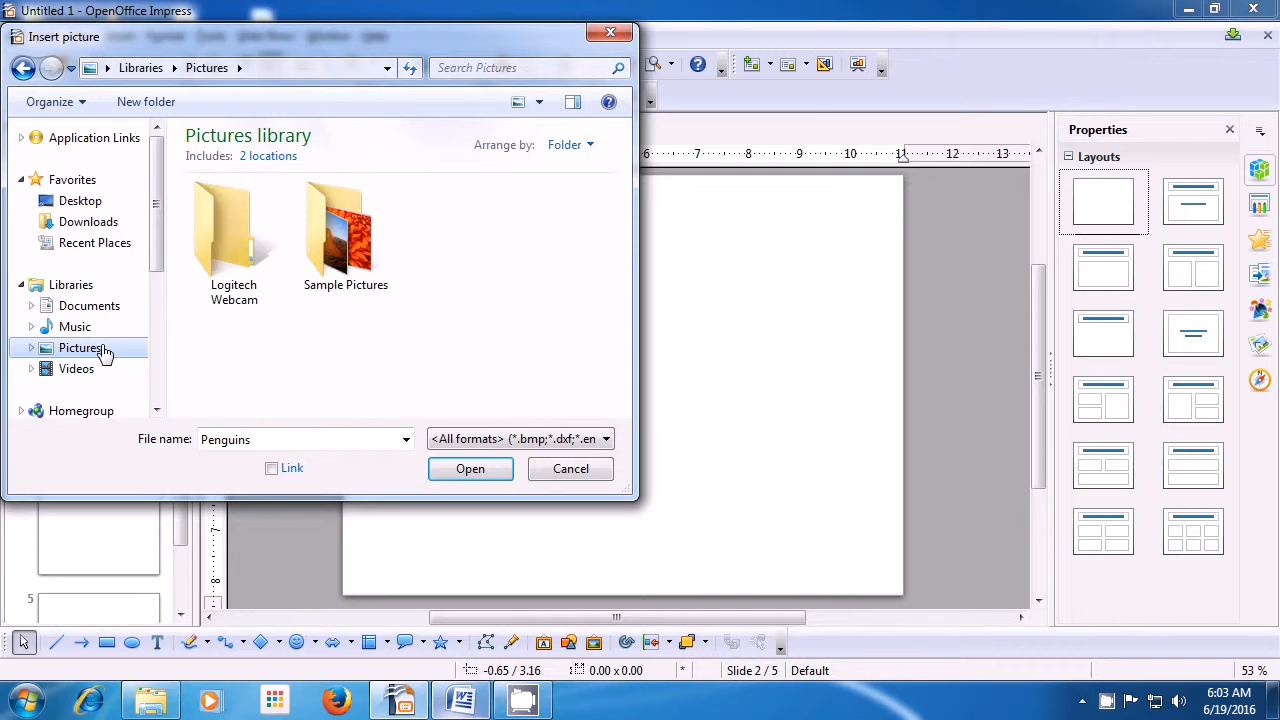 Untitled 1 - OpenOffice Impress
Insert picture
Libraries
Pictures
Search Pictures
Organize
New folder
Application Links
Favorites
Desktop
Downloads
Recent Places
Libraries
Documents
Music
Pictures
Videos
Homegroup
Pictures library
Includes: 2 locations
Arrange by: Folder
Logitech
Webcam
Sample Pictures
File name: Penguins
<All formats> (*.bmp;*.dxf;*.en
Link
Open
Cancel
6 7 8 9 10 11 12 13
Properties
Layouts
7
8
5
-0.65 / 3.16
0.00 x 0.00
*
Slide 2 / 5
Default
53 %
6:03 AM
6/19/2016